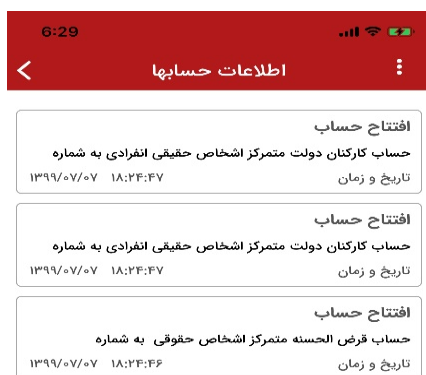 6:29
اطلاعات حسابها
افتتاح حساب
حساب کارکنان دولت متمرکز اشخاص حقیقی انفرادی به شماره
تاریخ و زمان ۱۸:۲۴:۴۷ ۱۳۹۹/۰۷/۰۷
افتتاح حساب
حساب کارکنان دولت متمرکز اشخاص حقیقی انفرادی به شماره
تاریخ و زمان ۱۸:۲۴:۴۷ ۱۳۹۹/۰۷/۰۷
افتتاح حساب
حساب قرض الحسنه متمرکز اشخاص حقوقی به شماره
تاریخ و زمان ۱۸:۲۴:۴۶ ۱۳۹۹/۰۷/۰۷